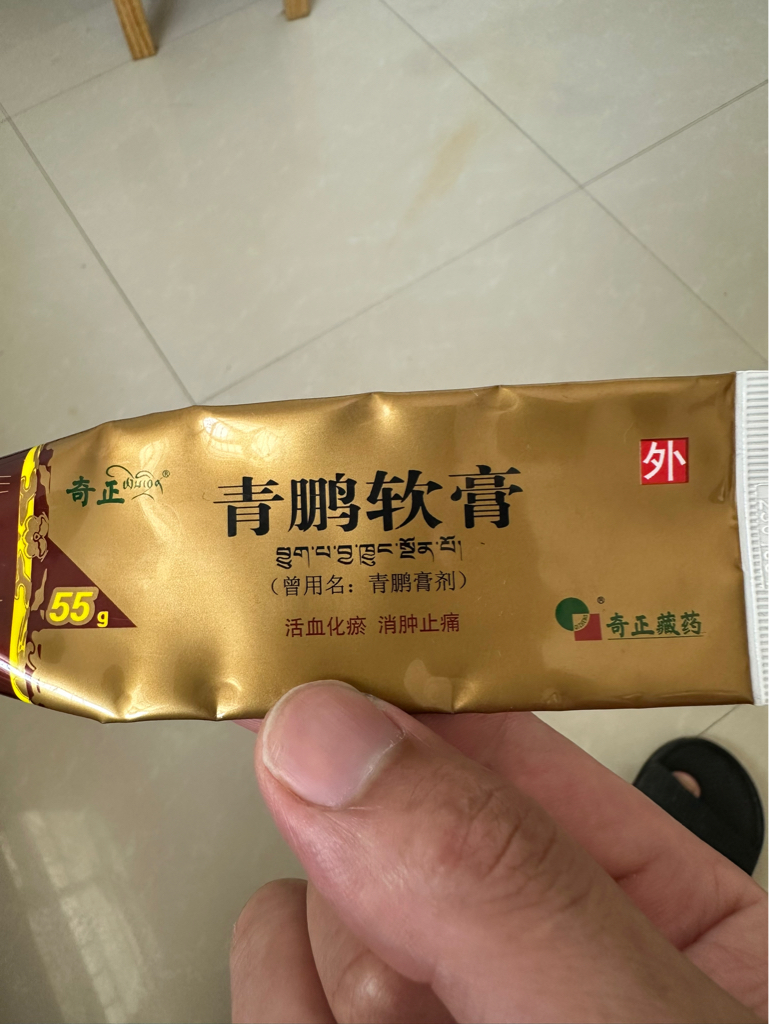 奇正®
青鹏软膏
外
（曾用名：青鹏膏剂）
活血化瘀 消肿止痛
55g
®
奇正藏药